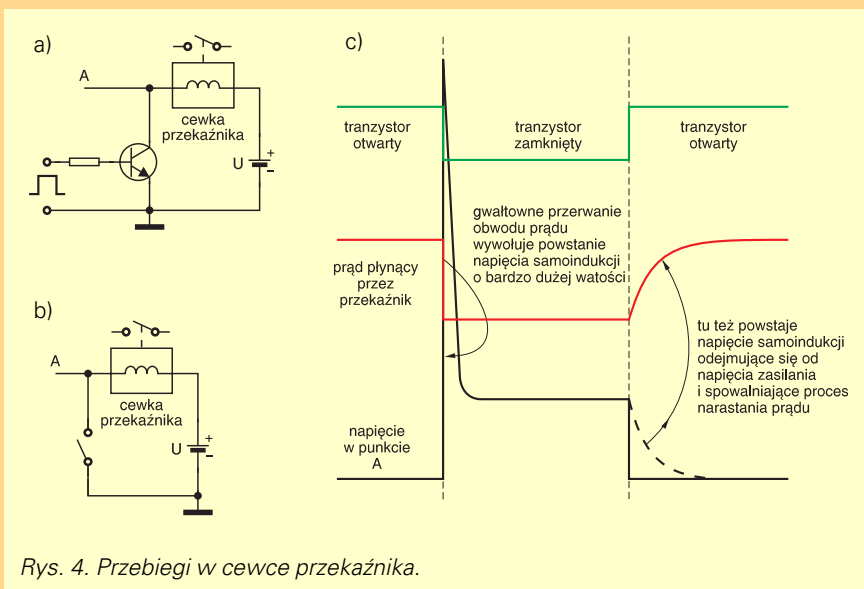 a)
A
cewka
przekaźnika
U
+
-
b)
A
cewka
przekaźnika
U
+
-
c)
tranzystor
otwarty
tranzystor
zamknięty
tranzystor
otwarty
gwałtowne przerwanie
obwodu prądu
wywołuje powstanie
napięcia samoindukcji
o bardzo dużej watości
prąd płynący
przez
przekaźnik
tu też powstaje
napięcie samoindukcji
odejmujące się od
napięcia zasilania
i spowalniające proces
narastania prądu
napięcie
w punkcie
A
Rys. 4. Przebiegi w cewce przekaźnika.